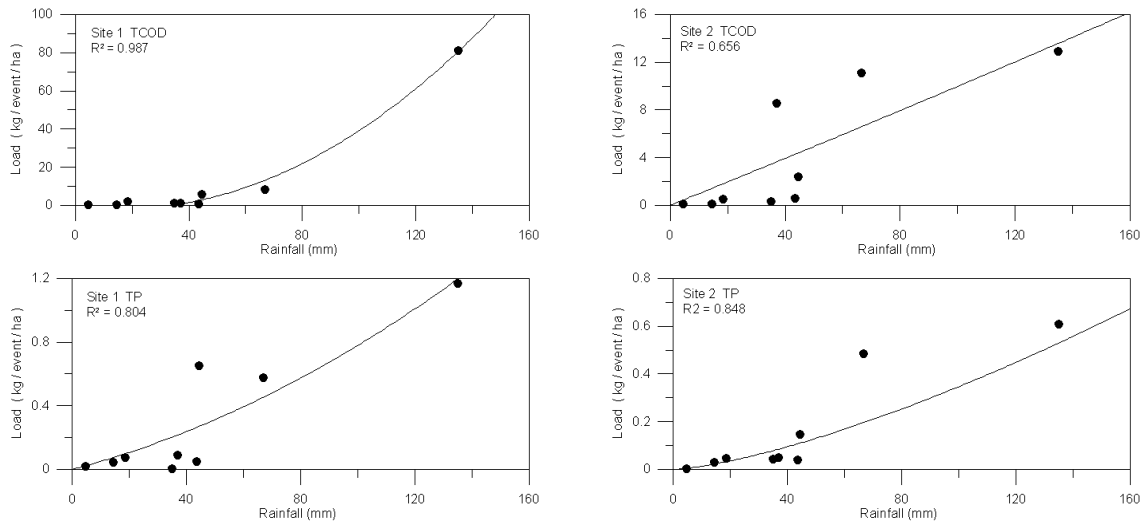 Site 1 TCOD
R² = 0.987
100
80
60
40
20
0
Load ( kg / event / ha )
0 40 80 120 160
Rainfall (mm)
Site 2 TCOD
R² = 0.656
16
12
8
4
0
Load ( kg / event / ha )
0 40 80 120 160
Rainfall (mm)
Site 1 TP
R² = 0.804
1.2
0.8
0.4
0
Load ( kg / event / ha )
0 40 80 120 160
Rainfall (mm)
Site 2 TP
R2 = 0.848
0.8
0.6
0.4
0.2
0
Load ( kg / event / ha )
0 40 80 120 160
Rainfall (mm)